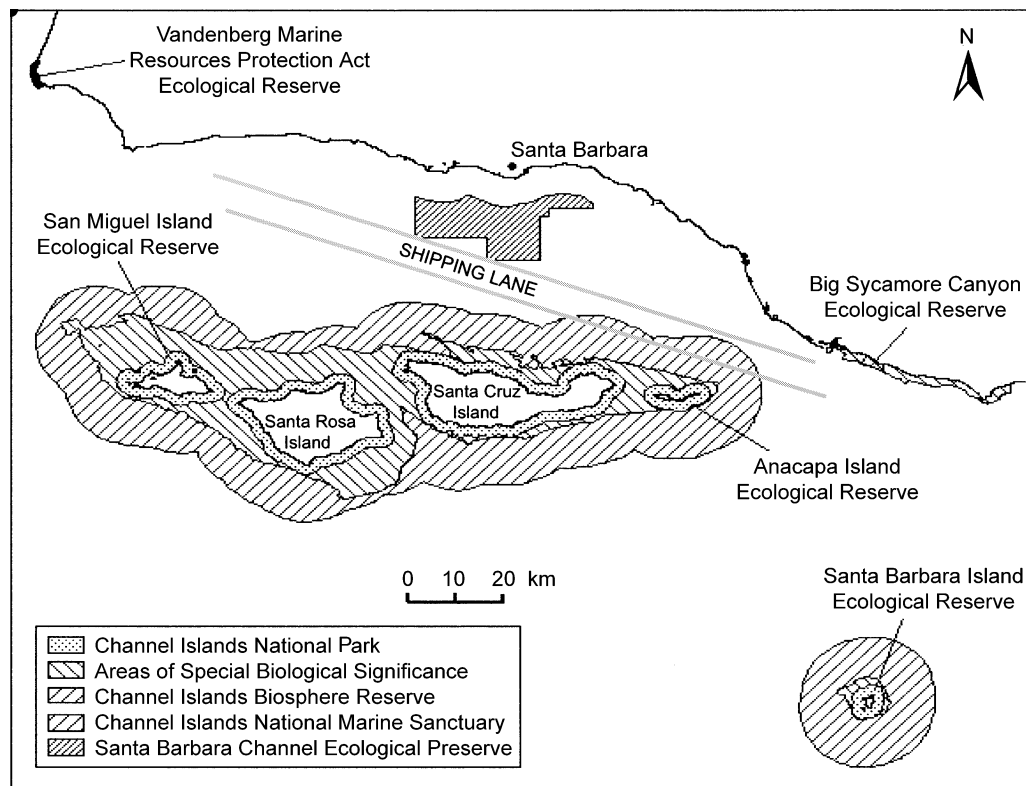 Vandenberg Marine
Resources Protection Act
Ecological Reserve
N
Santa Barbara
San Miguel Island
Ecological Reserve
SHIPPING LANE
Big Sycamore Canyon
Ecological Reserve
Santa Cruz
Island
Santa Rosa
Island
Anacapa Island
Ecological Reserve
0 10 20 km
Santa Barbara Island
Ecological Reserve
Channel Islands National Park
Areas of Special Biological Significance
Channel Islands Biosphere Reserve
Channel Islands National Marine Sanctuary
Santa Barbara Channel Ecological Preserve